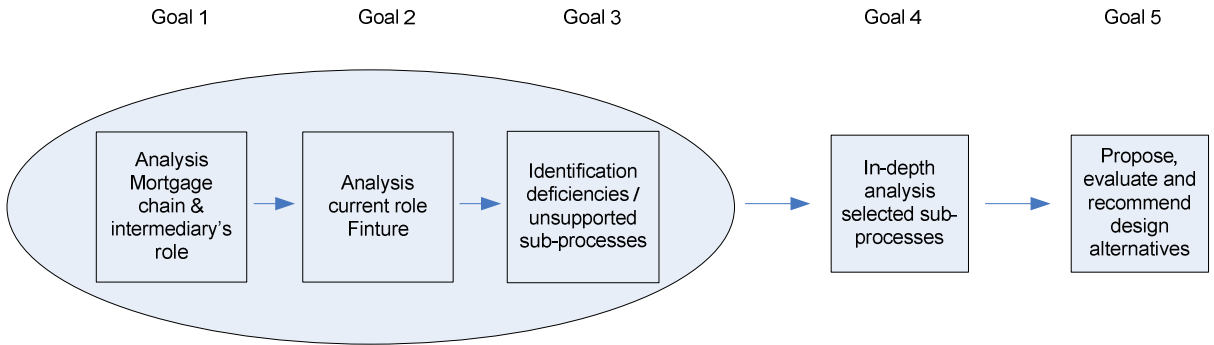 Goal 1
Goal 2
Goal 3
Goal 4
Goal 5
Analysis
Mortgage
chain &
intermediary's
role
Analysis
current role
Finture
Identification
deficiencies /
unsupported
sub-processes
In-depth
analysis
selected sub-
processes
Propose,
evaluate and
recommend
design
alternatives